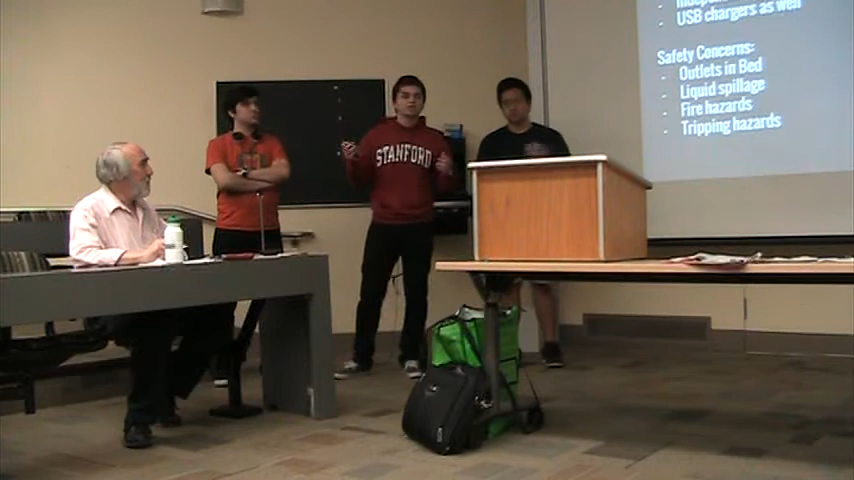 USB chargers as well
Safety Concerns:
- Outlets in Bed
- Liquid spillage
- Fire hazards
- Tripping hazards
STANFORD